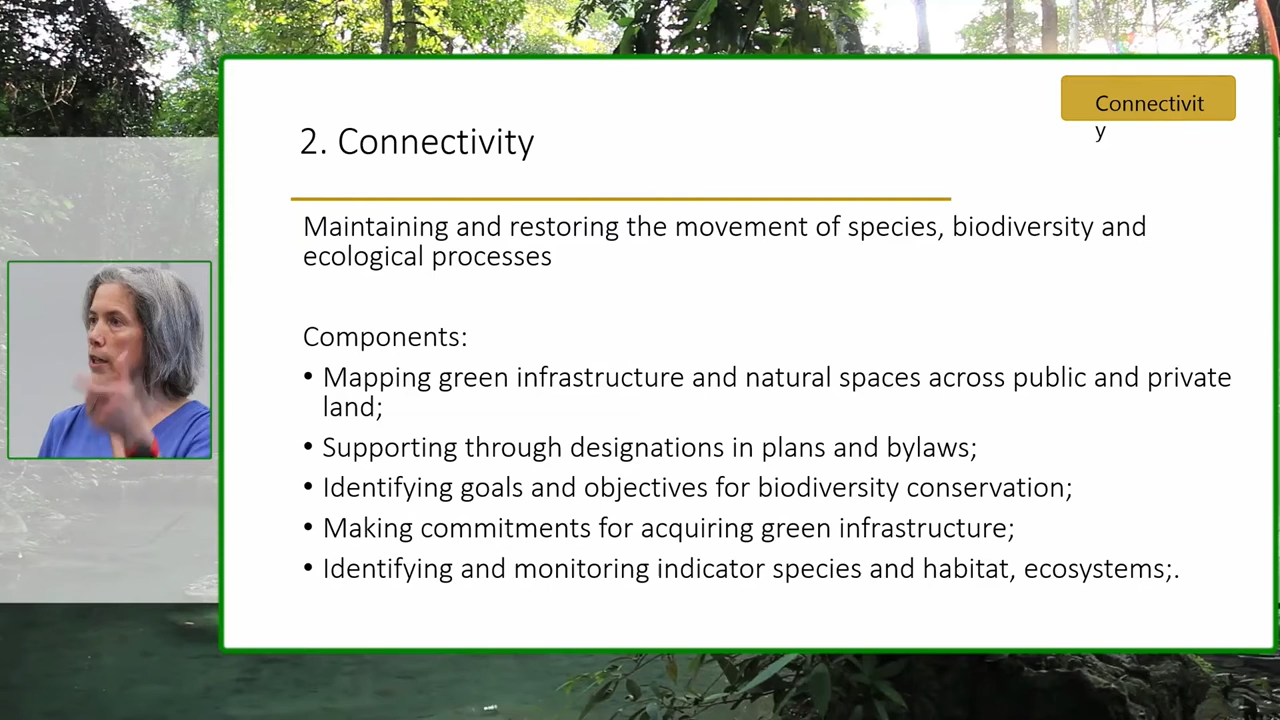 Connectivit
y
2. Connectivity
Maintaining and restoring the movement of species, biodiversity and
ecological processes
Components:
• Mapping green infrastructure and natural spaces across public and private
land;
• Supporting through designations in plans and bylaws;
• Identifying goals and objectives for biodiversity conservation;
• Making commitments for acquiring green infrastructure;
• Identifying and monitoring indicator species and habitat, ecosystems;.